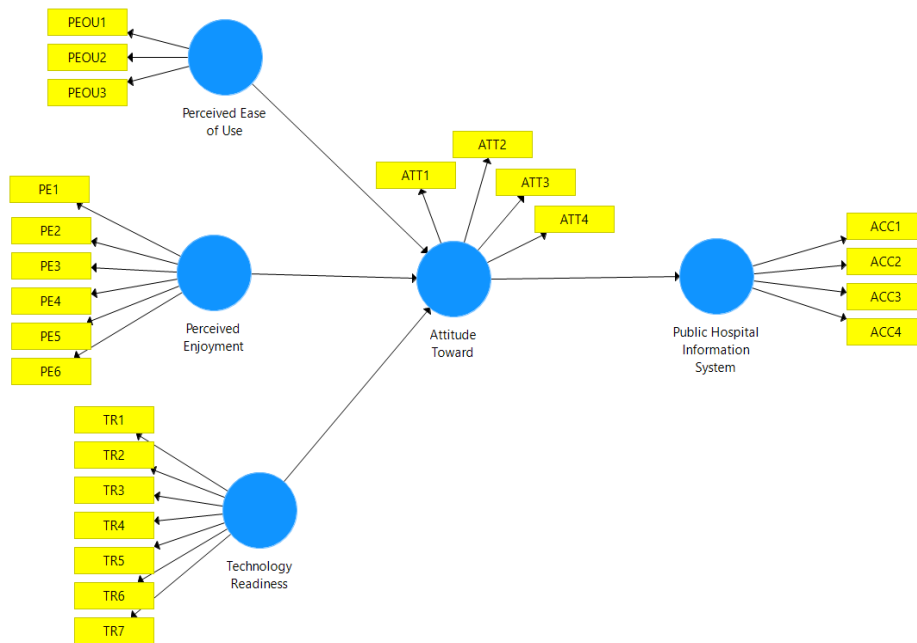 PEOU1
PEOU2
PEOU3
Perceived Ease
of Use
PE1
PE2
PE3
PE4
PE5
PE6
Perceived
Enjoyment
TR1
TR2
TR3
TR4
TR5
TR6
TR7
Technology
Readiness
ATT1
ATT2
ATT3
ATT4
Attitude
Toward
Public Hospital
Information
System
ACC1
ACC2
ACC3
ACC4